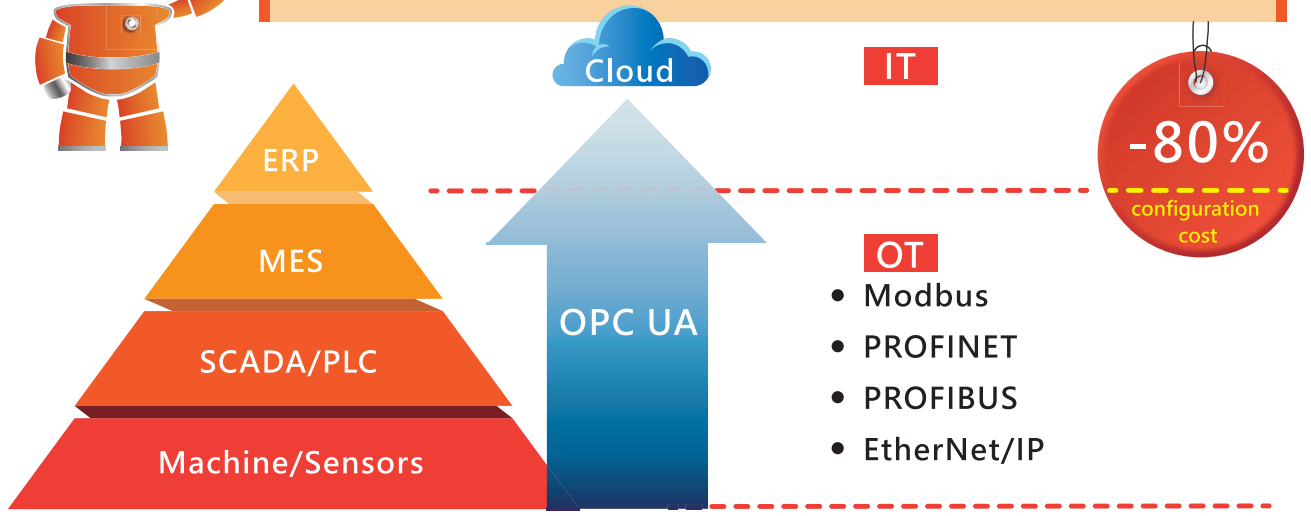 Cloud
IT
-80%
configuration
cost
ERP
MES
SCADA/PLC
Machine/Sensors
OPC UA
OT
• Modbus
• PROFINET
• PROFIBUS
• EtherNet/IP